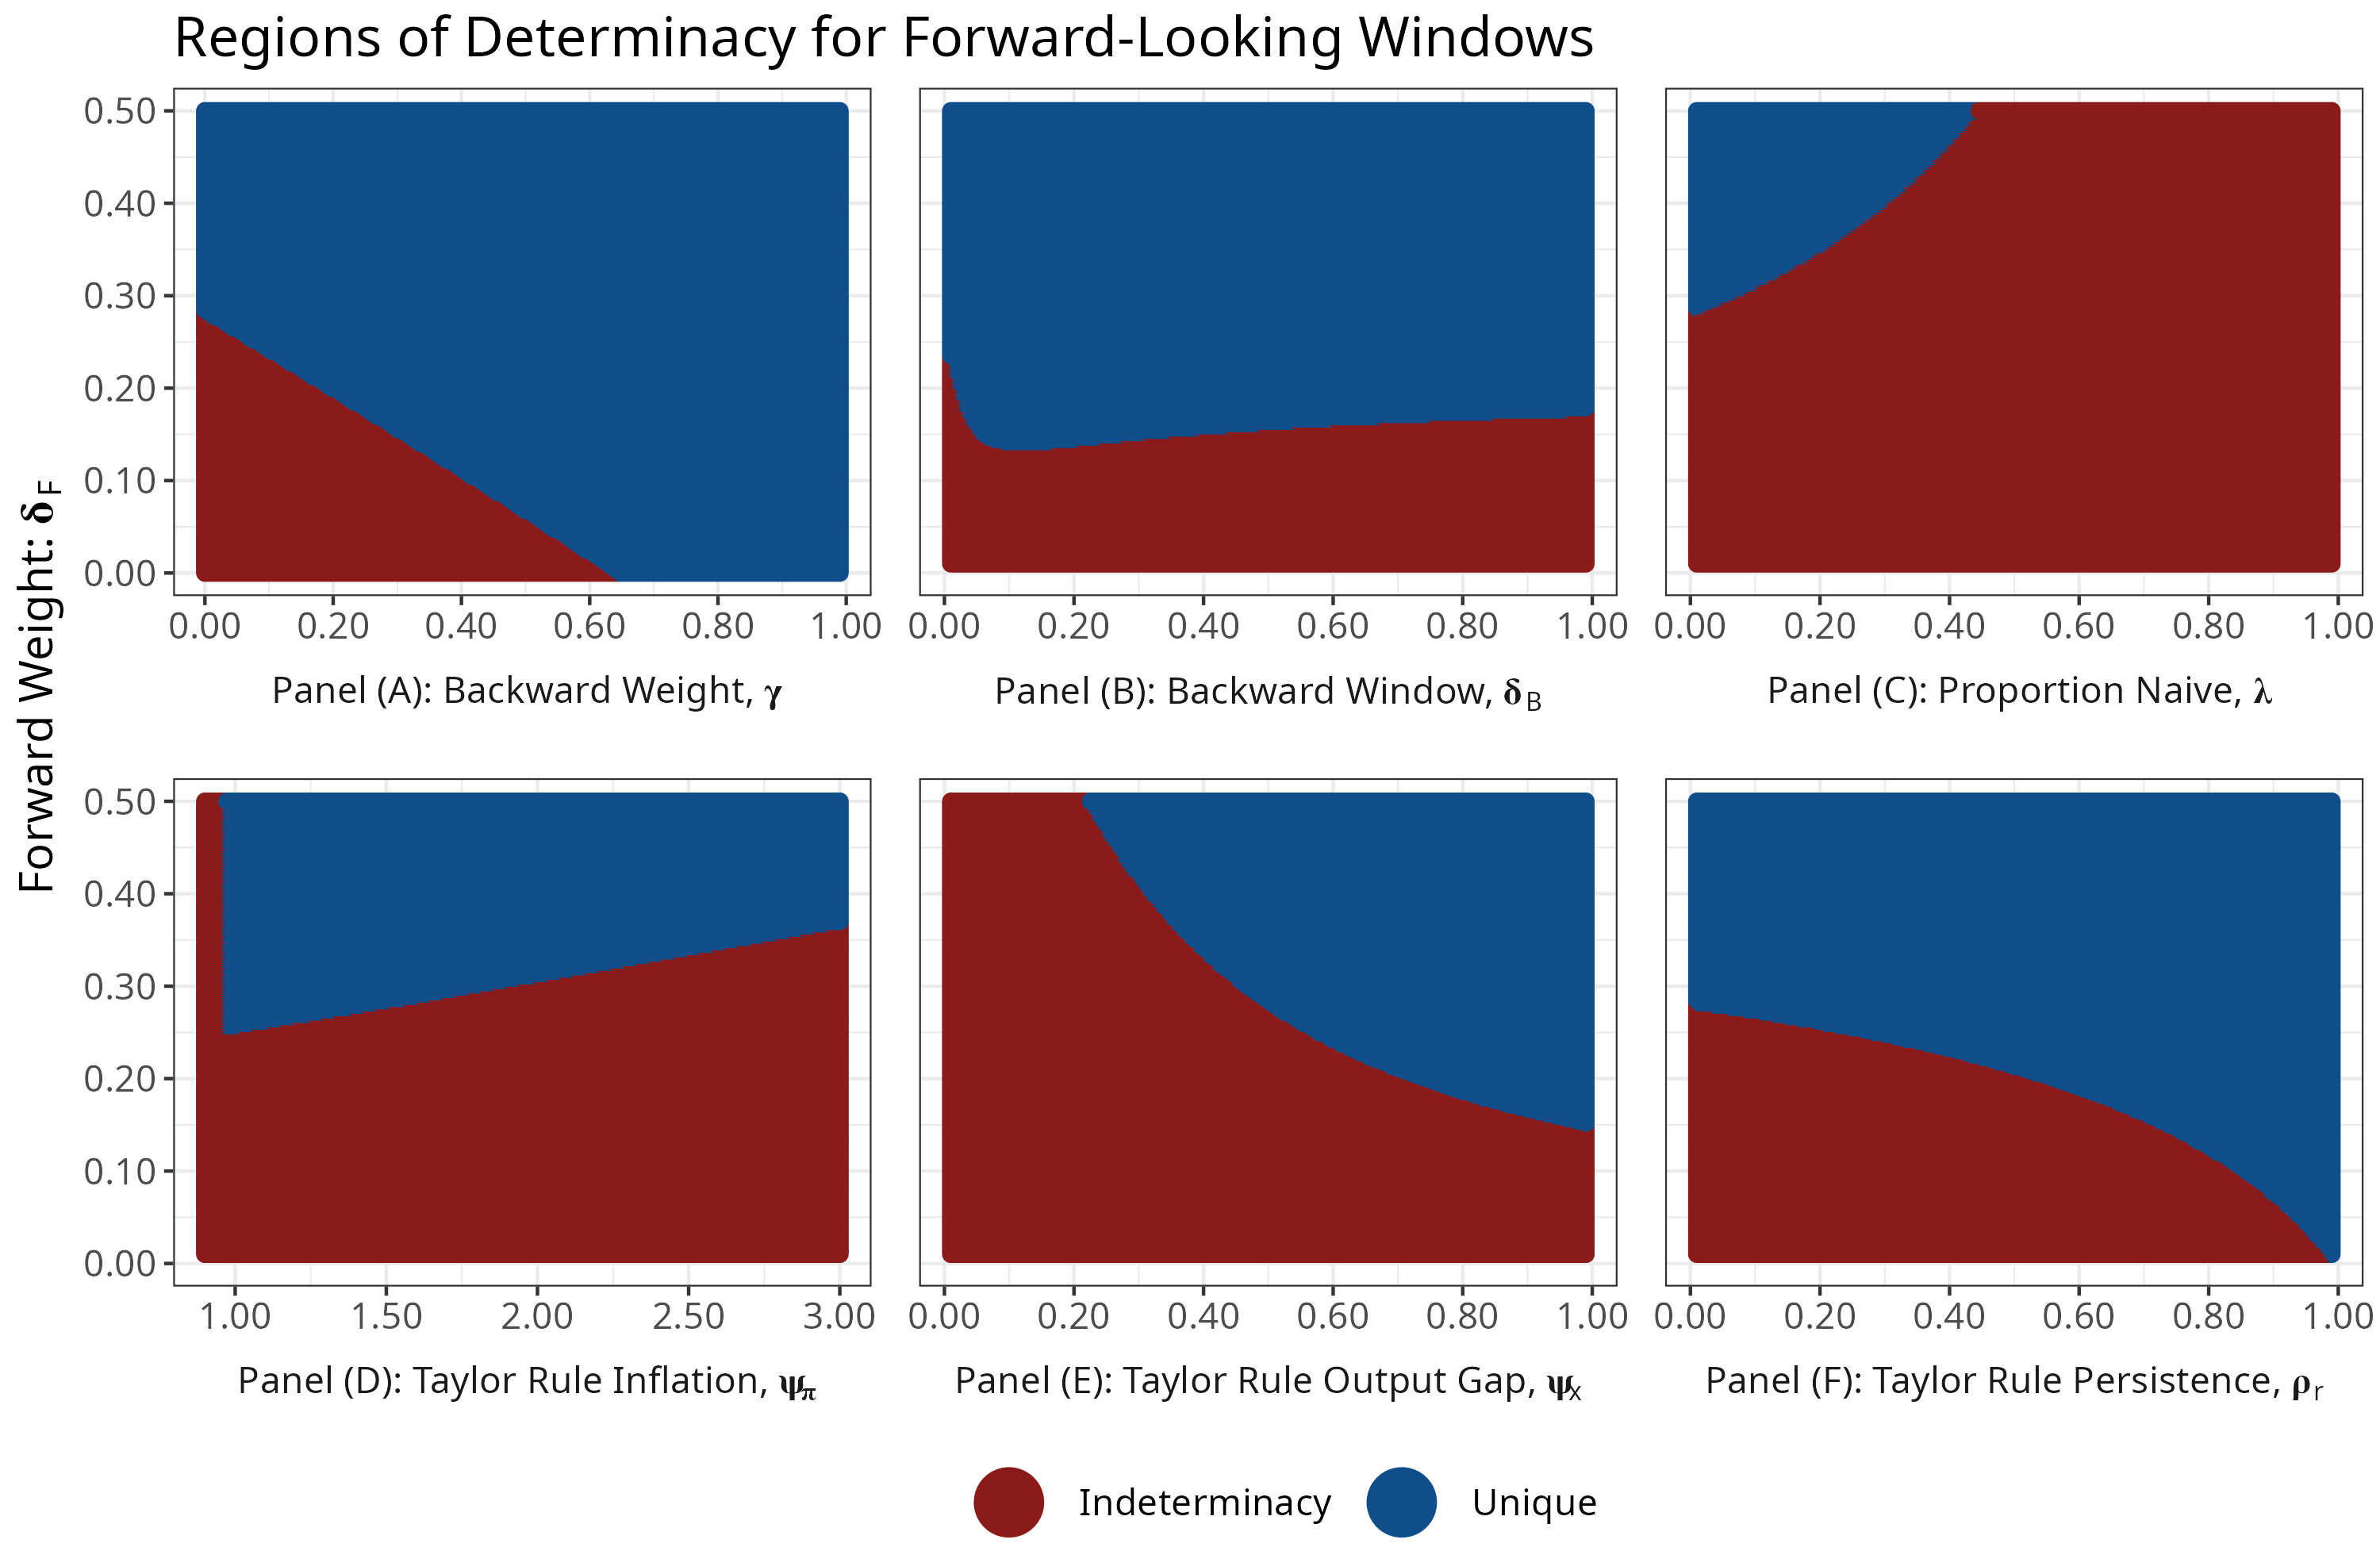 Regions of Determinacy for Forward-Looking Windows
Forward Weight: δF
0.50
0.40
0.30
0.20
0.10
0.00
0.00 0.20 0.40 0.60 0.80 1.00
Panel (A): Backward Weight, γ
0.00 0.20 0.40 0.60 0.80 1.00
Panel (B): Backward Window, δB
0.00 0.20 0.40 0.60 0.80 1.00
Panel (C): Proportion Naive, λ
0.50
0.40
0.30
0.20
0.10
0.00
1.00 1.50 2.00 2.50 3.00
Panel (D): Taylor Rule Inflation, ψπ
0.00 0.20 0.40 0.60 0.80 1.00
Panel (E): Taylor Rule Output Gap, ψx
0.00 0.20 0.40 0.60 0.80 1.00
Panel (F): Taylor Rule Persistence, ρr
Indeterminacy Unique